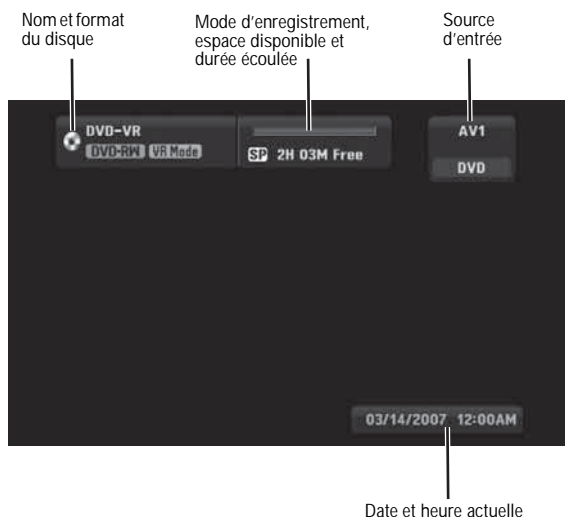 Nom et format
du disque
Mode d'enregistrement,
espace disponible et
durée écoulée
Source
d'entrée
DVD-VR
DVD-RW VR Mode
SP 2H 03M Free
AV1
DVD
03/14/2007 12:00AM
Date et heure actuelle